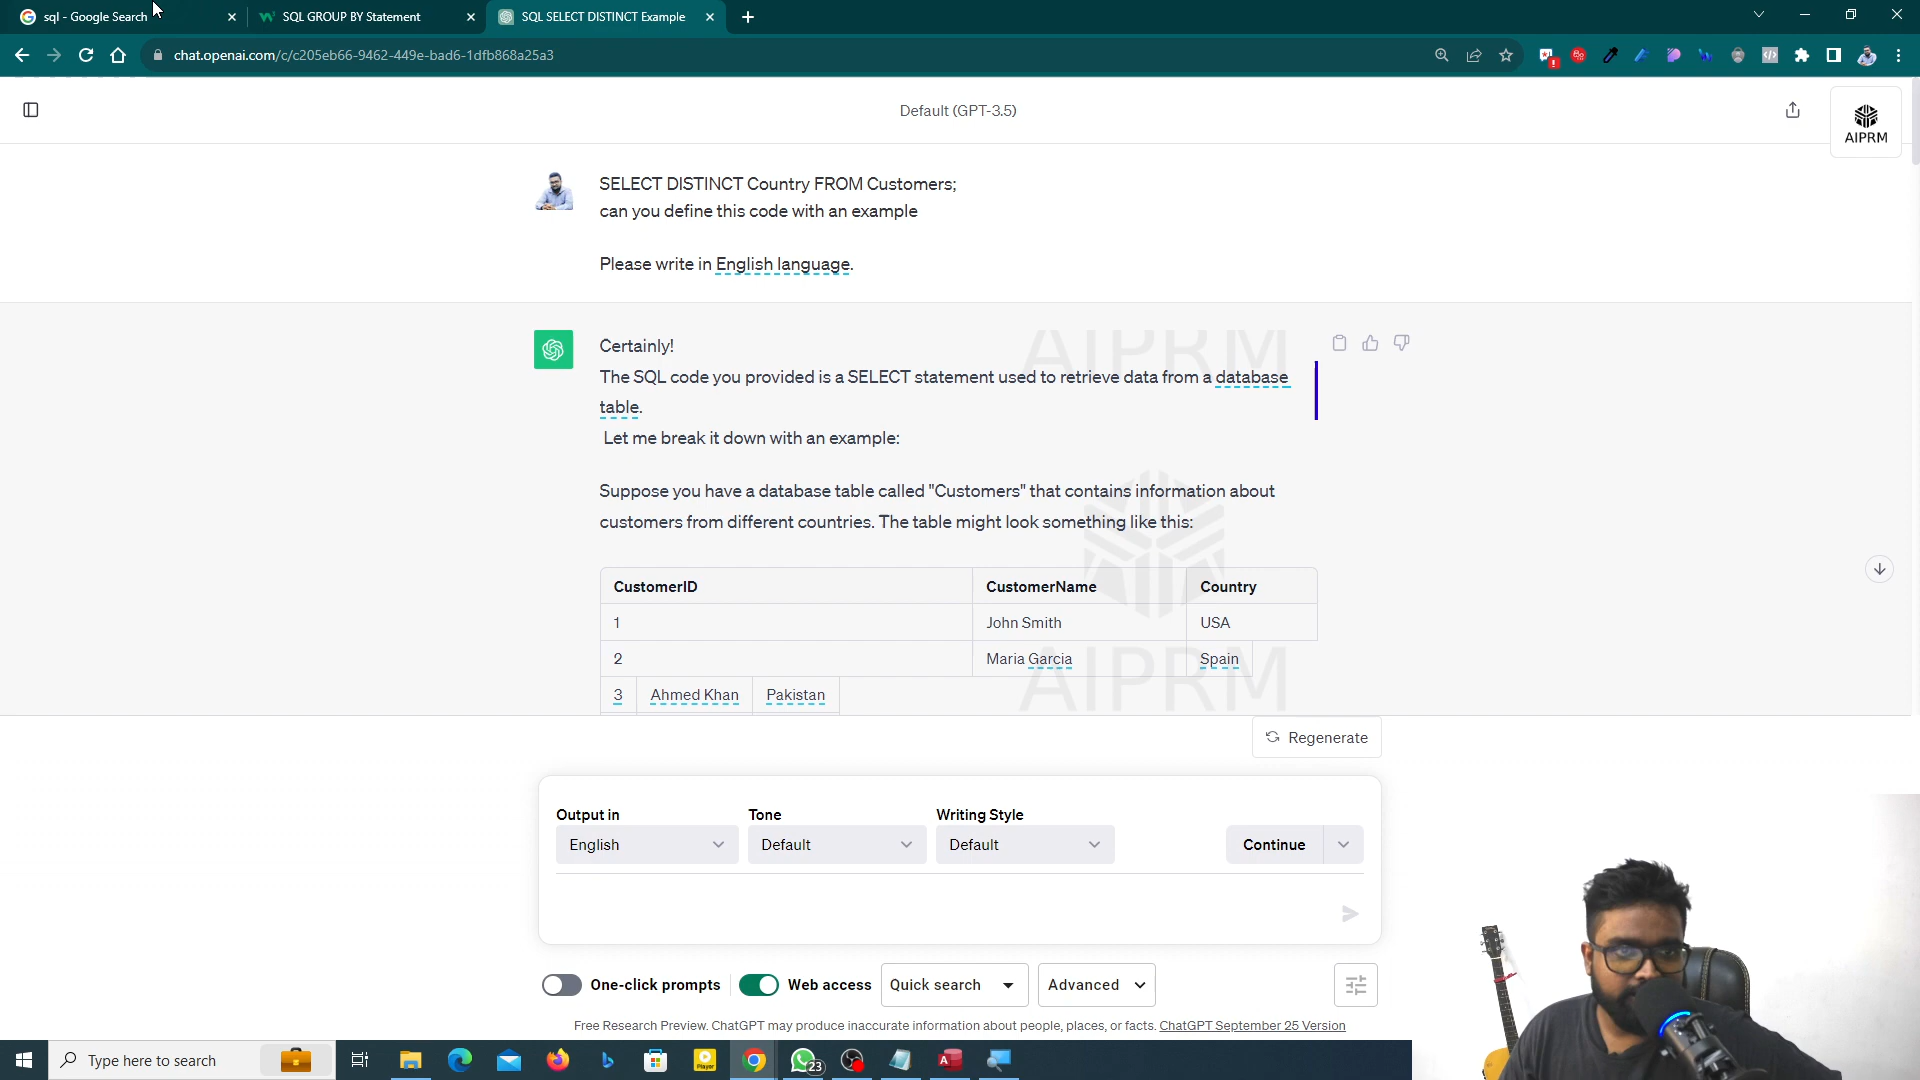 sql - Google Search
SQL GROUP BY Statement
SQL SELECT DISTINCT Example
chat.openai.com/c/c205eb66-9462-449e-bad6-1dfb868a25a3
Default (GPT-3.5)
AIPRM
SELECT DISTINCT Country FROM Customers;
can you define this code with an example
Please write in English language.
Certainly!
AIPRM
The SQL code you provided is a SELECT statement used to retrieve data from a database
table.
Let me break it down with an example:
Suppose you have a database table called "Customers" that contains information about
customers from different countries. The table might look something like this:
CustomerID CustomerName Country
1 John Smith USA
2 Maria Garcia Spain
3 Ahmed Khan Pakistan
AIPRM
Regenerate
Output in Tone Writing Style
English Default Default Continue
One-click prompts Web access Quick search Advanced
Free Research Preview. ChatGPT may produce inaccurate information about people, places, or facts. ChatGPT September 25 Version
Type here to search
Player
23
A